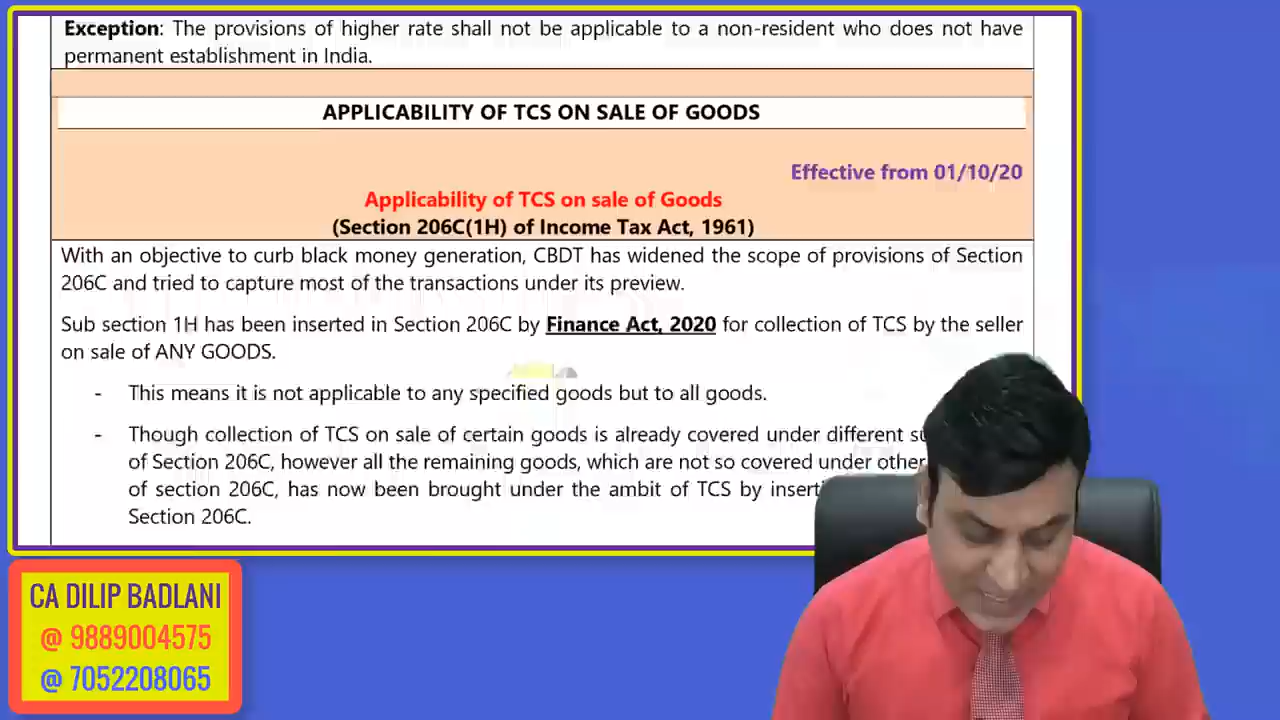 Exception: The provisions of higher rate shall not be applicable to a non-resident who does not have
permanent establishment in India.
APPLICABILITY OF TCS ON SALE OF GOODS
Effective from 01/10/20
Applicability of TCS on sale of Goods
(Section 206C(1H) of Income Tax Act, 1961)
With an objective to curb black money generation, CBDT has widened the scope of provisions of Section
206C and tried to capture most of the transactions under its preview.
Sub section 1H has been inserted in Section 206C by Finance Act, 2020 for collection of TCS by the seller
on sale of ANY GOODS.
- This means it is not applicable to any specified goods but to all goods.
- Though collection of TCS on sale of certain goods is already covered under different
of Section 206C, however all the remaining goods, which are not so covered under other
of section 206C, has now been brought under the ambit of TCS by
Section 206C.
CA DILIP BADLANI
@ 9889004575
@ 7052208065